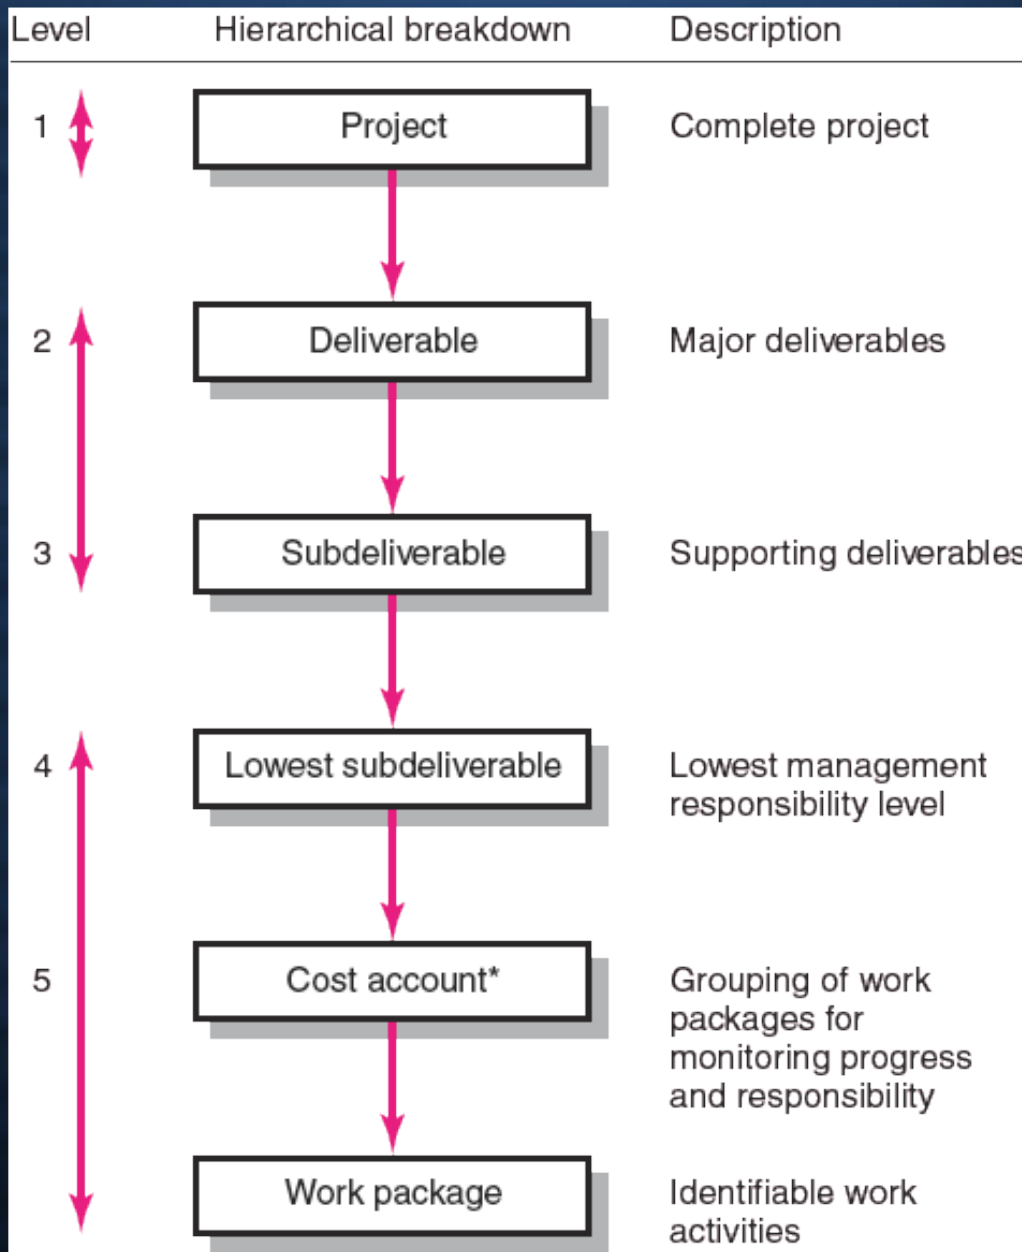 Level Hierarchical breakdown Description
1 Project Complete project
2 Deliverable Major deliverables
3 Subdeliverable Supporting deliverables
4 Lowest subdeliverable Lowest management
responsibility level
5 Cost account* Grouping of work
packages for
monitoring progress
and responsibility
Work package Identifiable work
activities